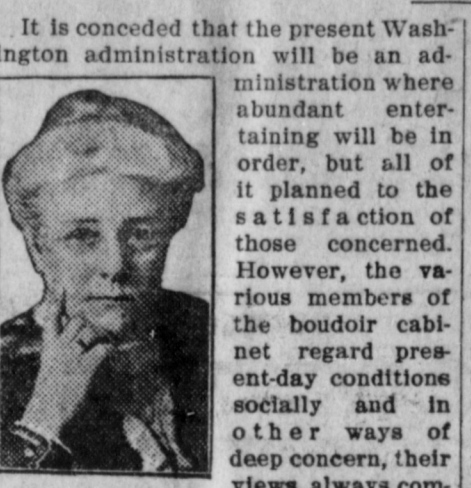 It is conceded that the present Wash-
ington administration will be an ad-
ministration where
abundant enter-
taining will be in
order, but all of
it planned to the
satisfaction of
those concerned.
However, the va-
rious members of
the boudoir cabi-
net regard pres-
ent-day conditions
socially and in
other ways of
deep concern, their
views always com-